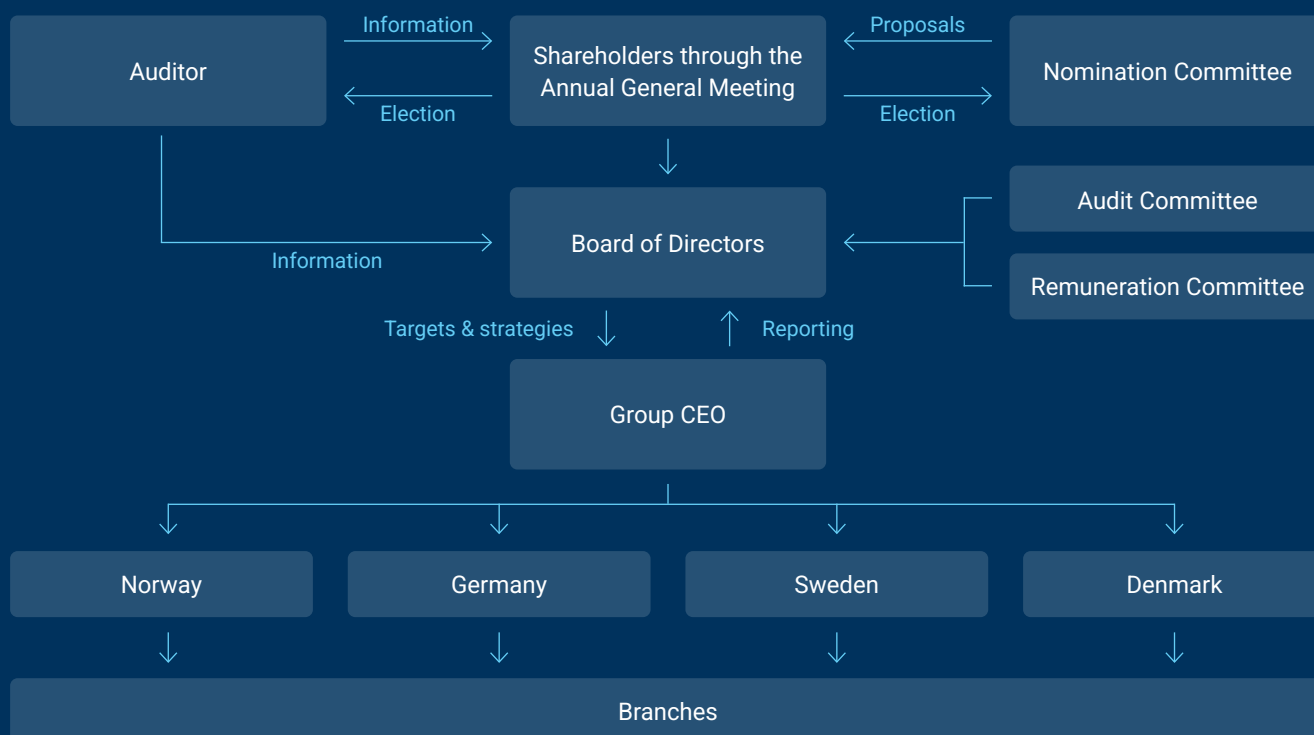 Information
Proposals
Auditor
Shareholders through the
Annual General Meeting
Nomination Committee
Election
Election
Audit Committee
Board of Directors
Information
Remuneration Committee
Targets & strategies
Reporting
Group CEO
Norway
Germany
Sweden
Denmark
Branches